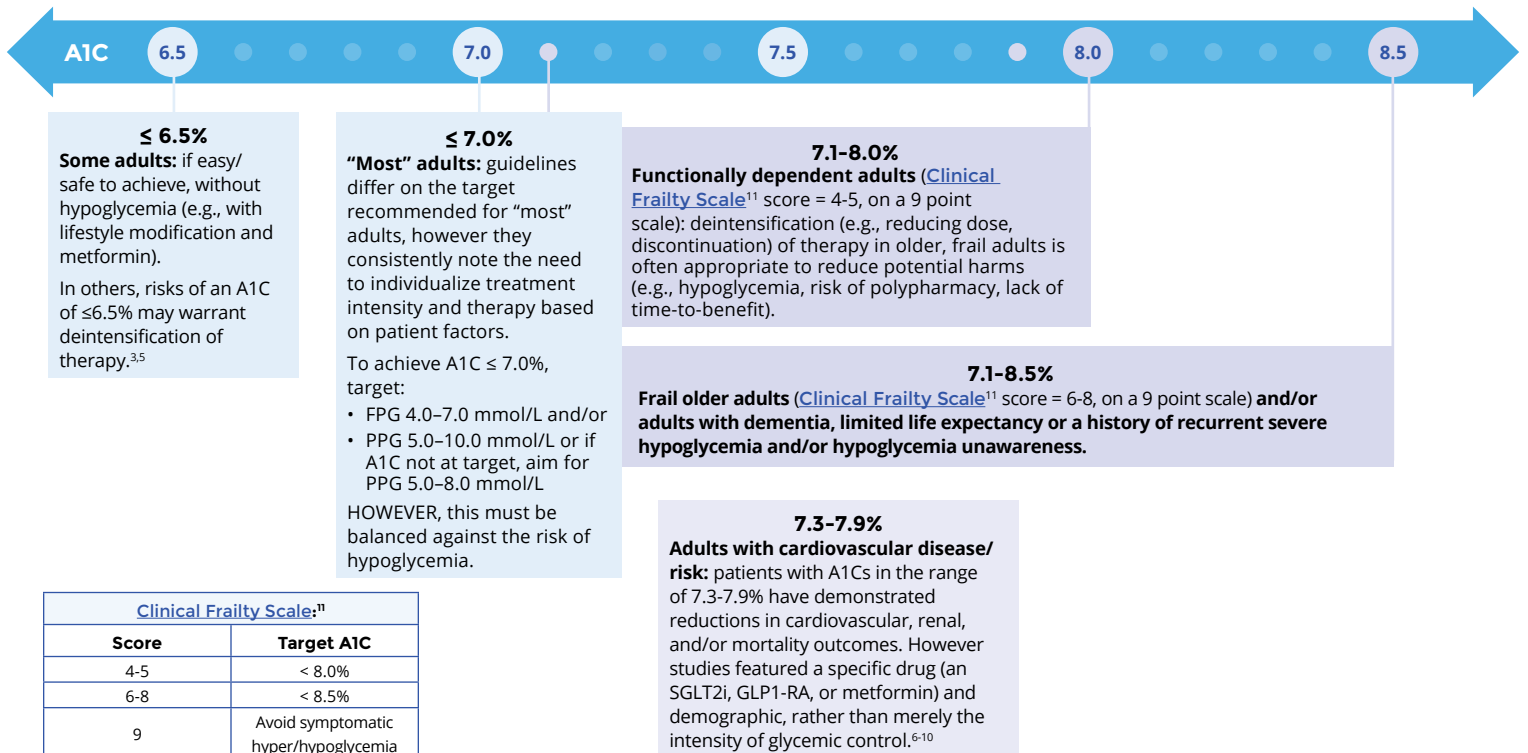 A1C 6.5 7.0 7.5 8.0 8.5
≤ 6.5%
Some adults: if easy/
safe to achieve, without
hypoglycemia (e.g., with
lifestyle modification and
metformin).
In others, risks of an A1C
of ≤6.5% may warrant
deintensification of
therapy.3,5
≤ 7.0%
“Most” adults: guidelines
differ on the target
recommended for “most”
adults, however they
consistently note the need
to individualize treatment
intensity and therapy based
on patient factors.
To achieve A1C ≤ 7.0%,
target:
• FPG 4.0–7.0 mmol/L and/or
• PPG 5.0–10.0 mmol/L or if
A1C not at target, aim for
PPG 5.0–8.0 mmol/L
HOWEVER, this must be
balanced against the risk of
hypoglycemia.
7.1-8.0%
Functionally dependent adults (Clinical
Frailty Scale11 score = 4-5, on a 9 point
scale): deintensification (e.g., reducing dose,
discontinuation) of therapy in older, frail adults is
often appropriate to reduce potential harms
(e.g., hypoglycemia, risk of polypharmacy, lack of
time-to-benefit).
7.1-8.5%
Frail older adults (Clinical Frailty Scale11 score = 6-8, on a 9 point scale) and/or
adults with dementia, limited life expectancy or a history of recurrent severe
hypoglycemia and/or hypoglycemia unawareness.
7.3-7.9%
Adults with cardiovascular disease/
risk: patients with A1Cs in the range
of 7.3-7.9% have demonstrated
reductions in cardiovascular, renal,
and/or mortality outcomes. However
studies featured a specific drug (an
SGLT2i, GLP1-RA, or metformin) and
demographic, rather than merely the
intensity of glycemic control.6-10
Clinical Frailty Scale:11
Score Target A1C
4-5 < 8.0%
6-8 < 8.5%
9 Avoid symptomatic
hyper/hypoglycemia